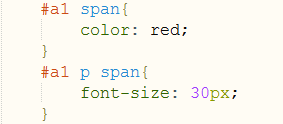 #a1 span{
    color: red;
}
#a1 p span{
    font-size: 30px;
}